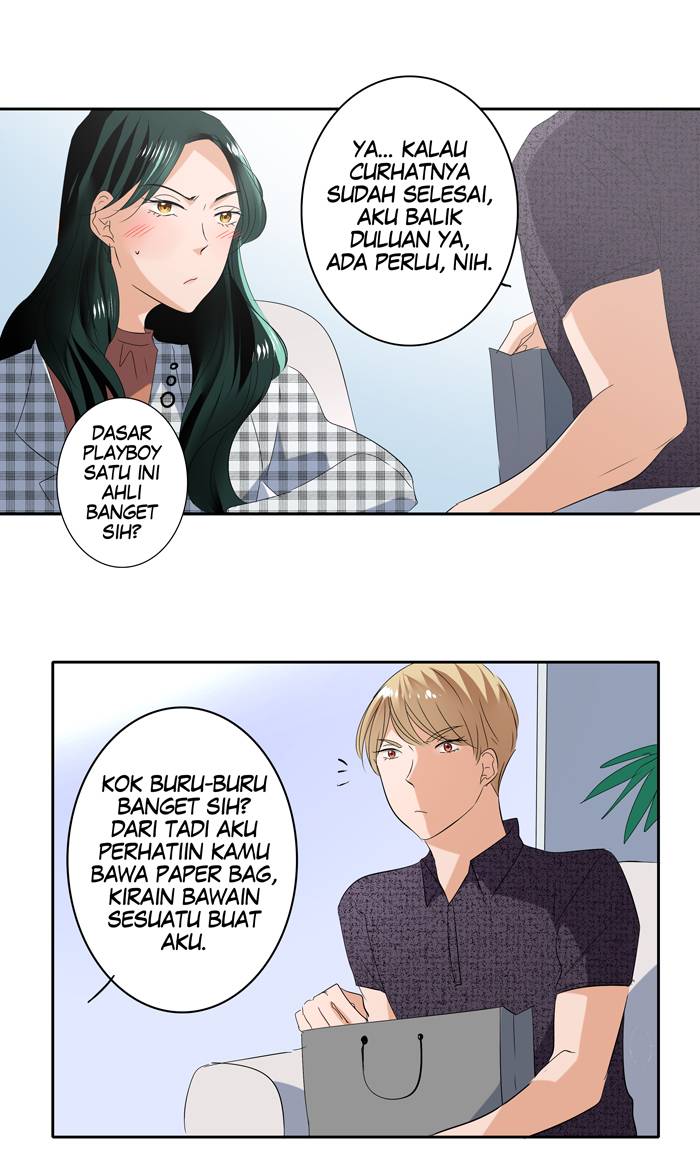 YA... KALAU
CURHATNYA
SUDAH SELESAI,
AKU BALIK
DULUAN YA,
ADA PERLU, NIH.
DASAR
PLAYBOY
SATU INI
AHLI
BANGET
SIH?
KOK BURU-BURU
BANGET SIH?
DARI TADI AKU
PERHATIIN KAMU
BAWA PAPER BAG,
KIRAIN BAWAIN
SESUATU BUAT
AKU.